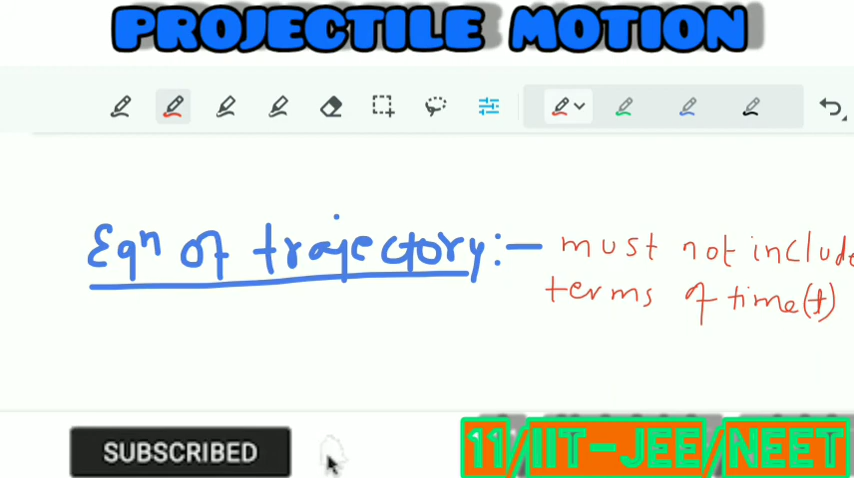 PROJECTILE MOTION
Eqn of trajectory:- must not include
terms of time(t)
SUBSCRIBED
11/IIT-JEE/NEET